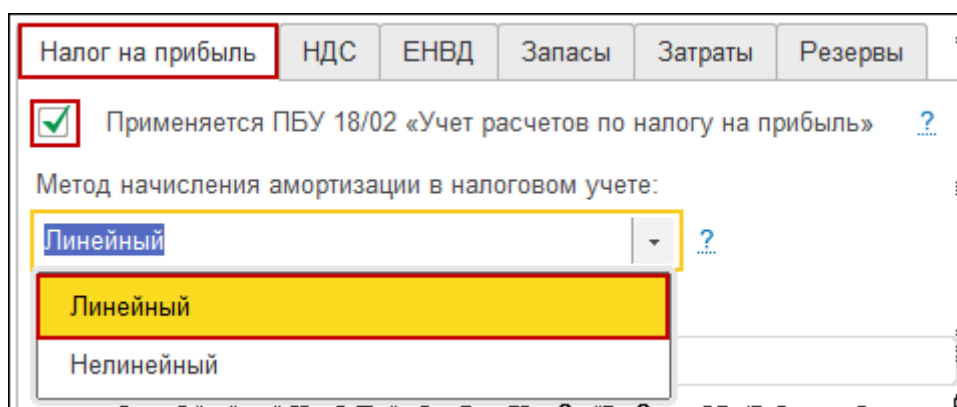 Налог на прибыль НДС ЕНВД Запасы Затраты Резервы
Применяется ПБУ 18/02 «Учет расчетов по налогу на прибыль» ?
Метод начисления амортизации в налоговом учете:
Линейный ?
Линейный
Нелинейный